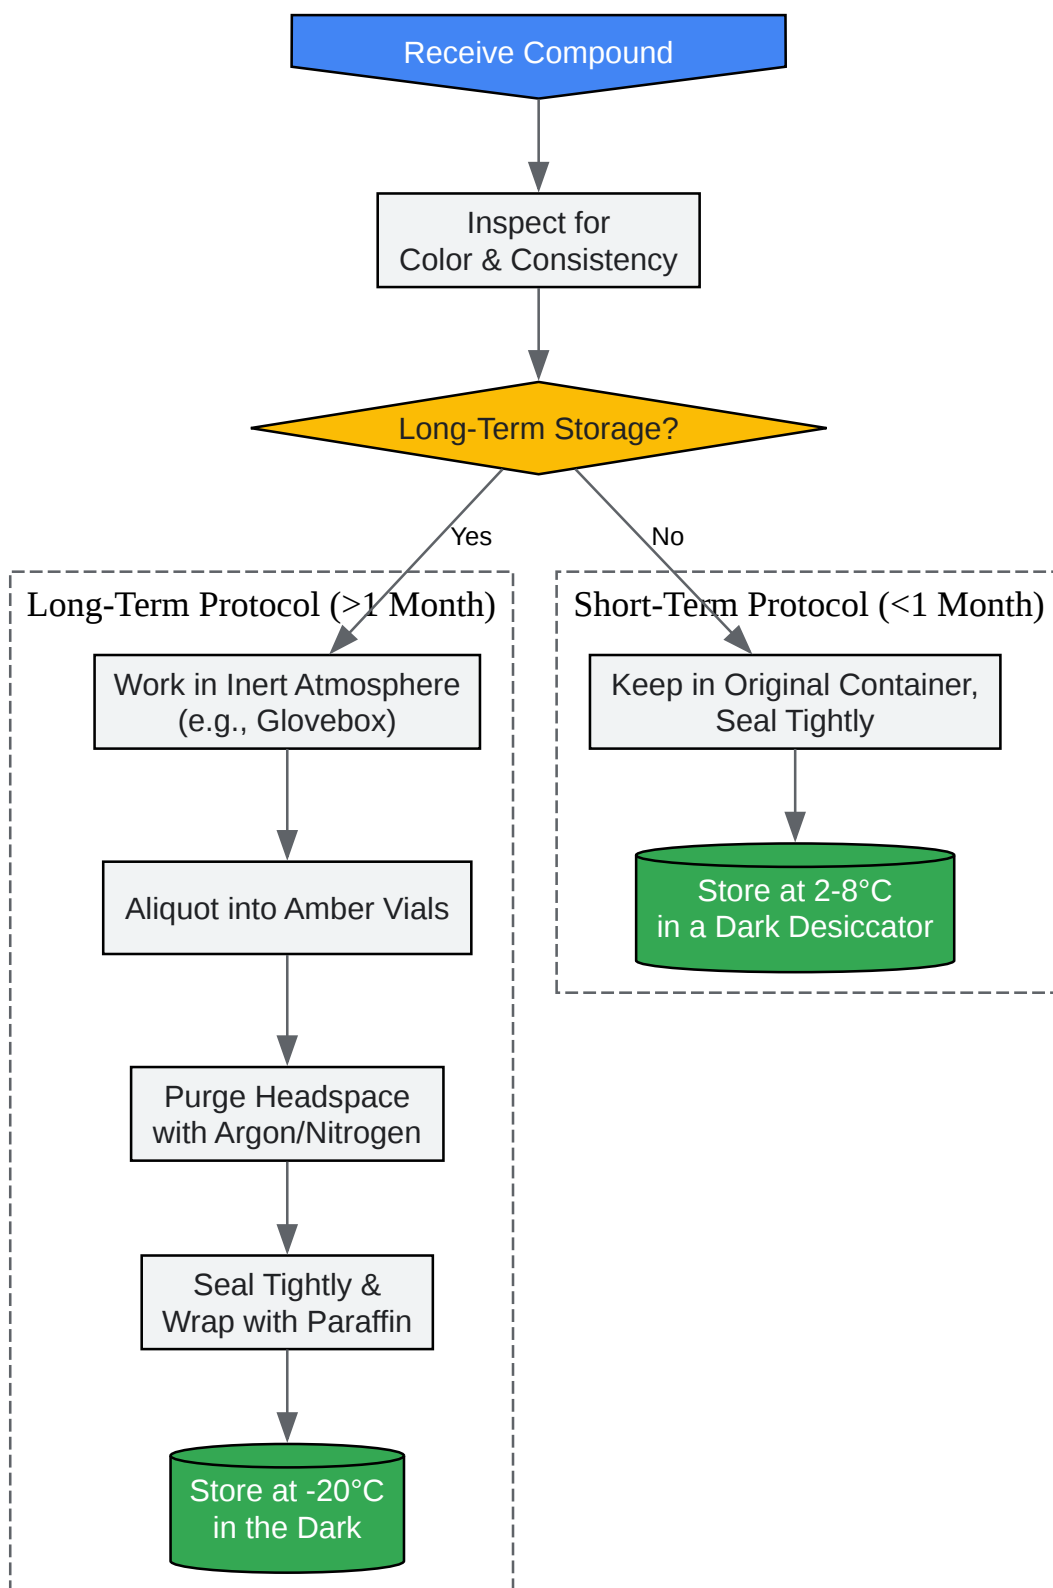 Receive Compound
Inspect for
Color & Consistency
Long-Term Storage?
Yes
No
Long-Term Protocol (>1 Month)
Work in Inert Atmosphere
(e.g., Glovebox)
Aliquot into Amber Vials
Purge Headspace
with Argon/Nitrogen
Seal Tightly &
Wrap with Paraffin
Store at -20°C
in the Dark
Short-Term Protocol (<1 Month)
Keep in Original Container,
Seal Tightly
Store at 2-8°C
in a Dark Desiccator